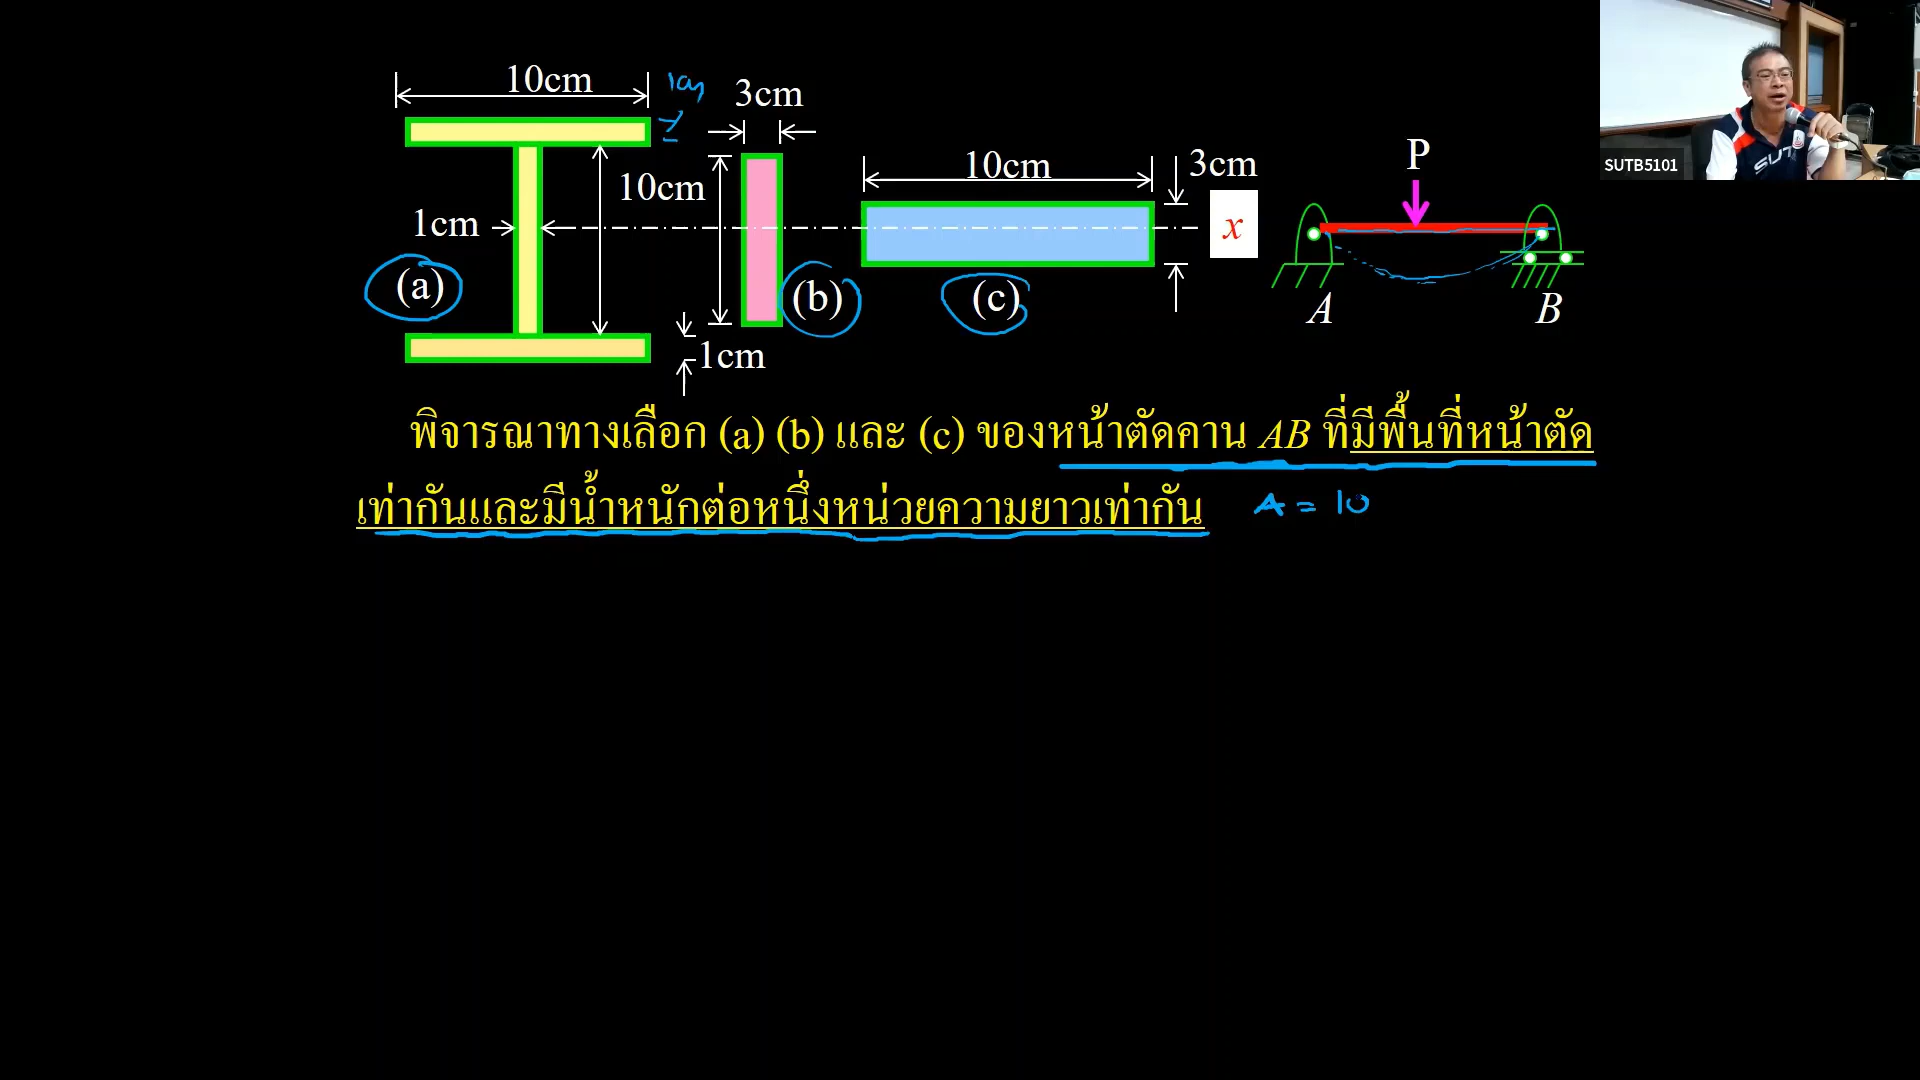 10cm
1cm
3cm
10cm
10cm
3cm
P
1cm
x
(a)
(b)
(c)
A
B
1cm
พิจารณาทางเลือก (a) (b) และ (c) ของหน้าตัดคาน AB ที่มีพื้นที่หน้าตัด
เท่ากันและมีน้ำหนักต่อหนึ่งหน่วยความยาวเท่ากัน
A = 10
SUTB5101
SUT